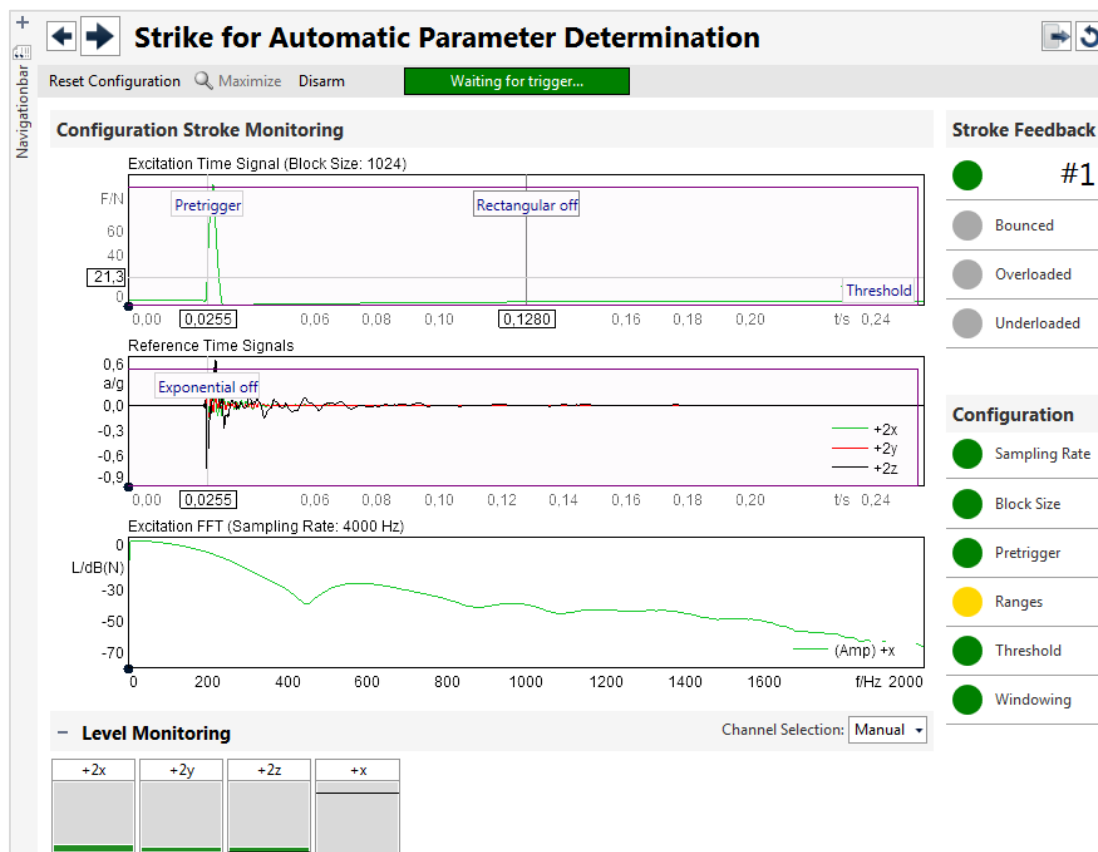 Strike for Automatic Parameter Determination
Navigationbar
Reset Configuration Maximize Disarm Waiting for trigger...
Configuration Stroke Monitoring
Excitation Time Signal (Block Size: 1024)
F/N
60
40
21,3
0
Pretrigger
Rectangular off
Threshold
0,00 0,0255 0,06 0,08 0,10 0,1280 0,16 0,18 0,20 t/s 0,24
Reference Time Signals
0,6
a/g
0,0
-0,3
-0,6
-0,9
Exponential off
+2x
+2y
+2z
0,00 0,0255 0,06 0,08 0,10 0,12 0,14 0,16 0,18 0,20 t/s 0,24
Excitation FFT (Sampling Rate: 4000 Hz)
0
L/dB(N)
-30
-50
-70
(Amp) +x
0 200 400 600 800 1000 1200 1400 1600 f/Hz 2000
Level Monitoring
Channel Selection: Manual
+2x +2y +2z +x
Stroke Feedback
#1
Bounced
Overloaded
Underloaded
Configuration
Sampling Rate
Block Size
Pretrigger
Ranges
Threshold
Windowing